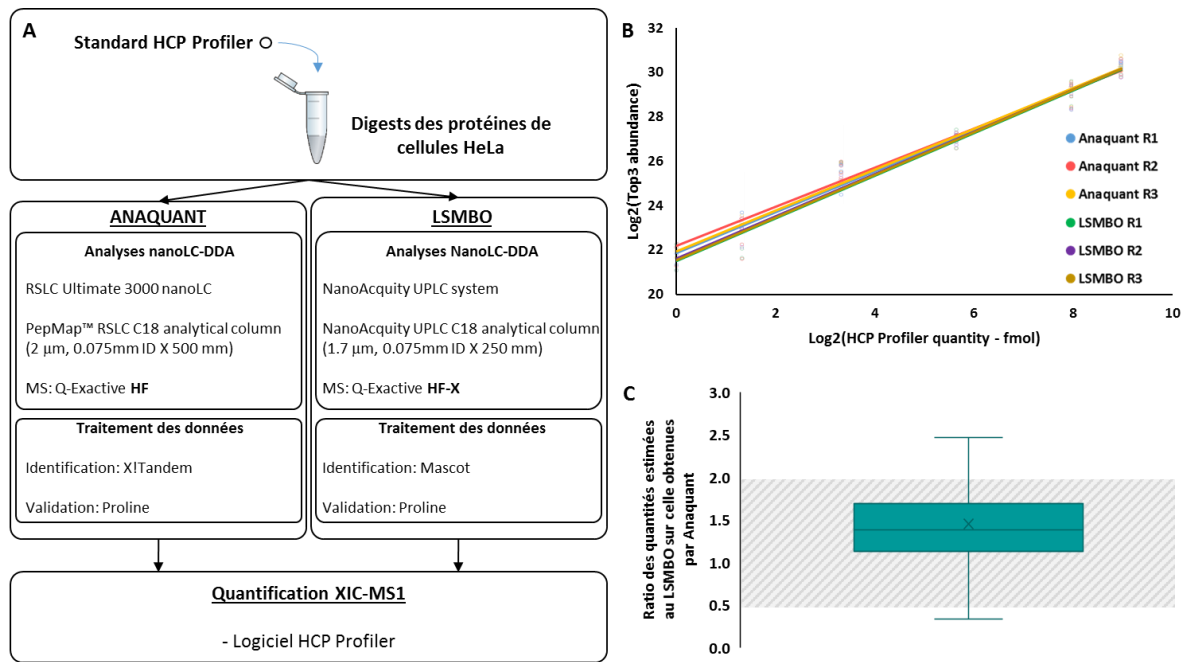 A
Standard HCP Profiler
Digests des protéines de
cellules HeLa
ANAQUANT
Analyses nanoLC-DDA
RSLC Ultimate 3000 nanoLC
PepMap™ RSLC C18 analytical column
(2 µm, 0.075mm ID X 500 mm)
MS: Q-Exactive HF
Traitement des données
Identification: X!Tandem
Validation: Proline
LSMBO
Analyses NanoLC-DDA
NanoAcquity UPLC system
NanoAcquity UPLC C18 analytical column
(1.7 µm, 0.075mm ID X 250 mm)
MS: Q-Exactive HF-X
Traitement des données
Identification: Mascot
Validation: Proline
Quantification XIC-MS1
- Logiciel HCP Profiler
B
Log2(Top3 abundance)
32
30
28
26
24
22
20
0 2 4 6 8 10
Log2(HCP Profiler quantity - fmol)
Anaquant R1
Anaquant R2
Anaquant R3
LSMBO R1
LSMBO R2
LSMBO R3
C
Ratio des quantités estimées
au LSMBO sur celle obtenues
par Anaquant
3.0
2.5
2.0
1.5
1.0
0.5
0.0